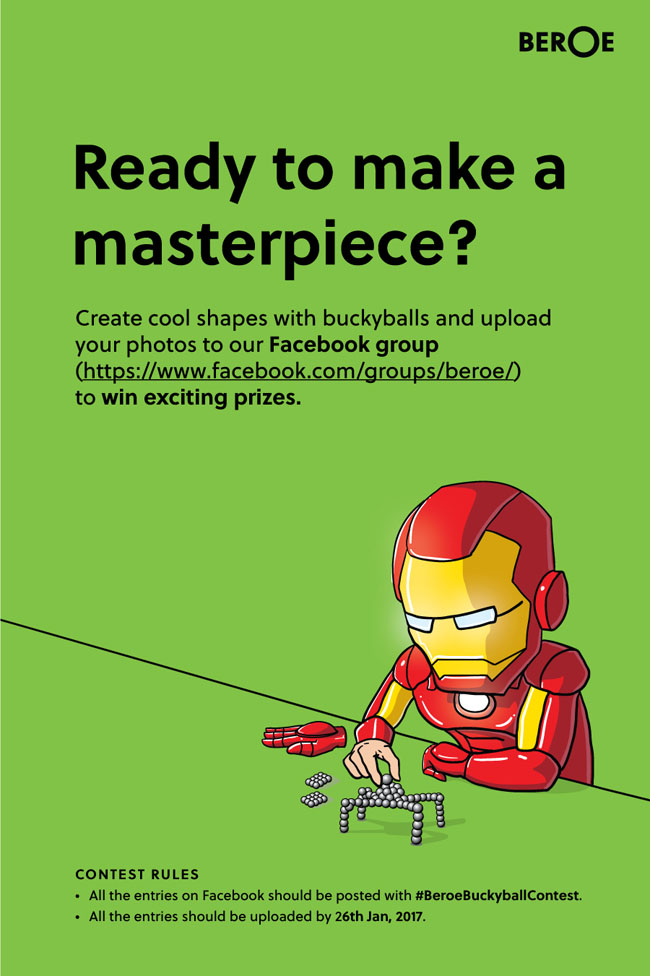 BEROE
Ready to make a
masterpiece?
Create cool shapes with buckyballs and upload
your photos to our Facebook group
(https://www.facebook.com/groups/beroe/)
to win exciting prizes.
CONTEST RULES
• All the entries on Facebook should be posted with #BeroeBuckyballContest.
• All the entries should be uploaded by 26th Jan, 2017.